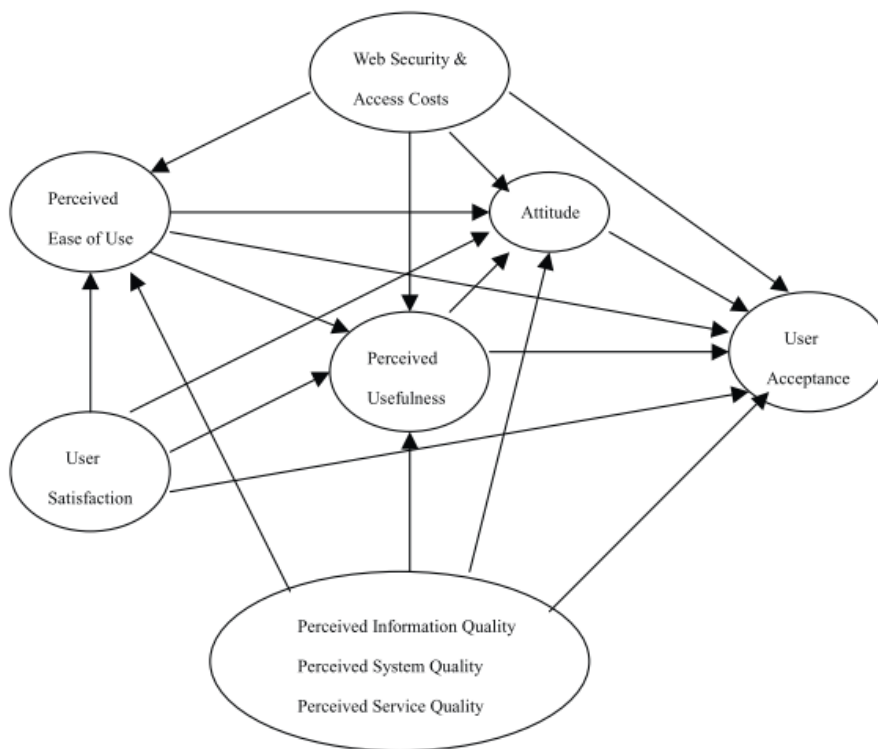 Web Security &
Access Costs
Perceived
Ease of Use
Attitude
Perceived
Usefulness
User
Acceptance
User
Satisfaction
Perceived Information Quality
Perceived System Quality
Perceived Service Quality